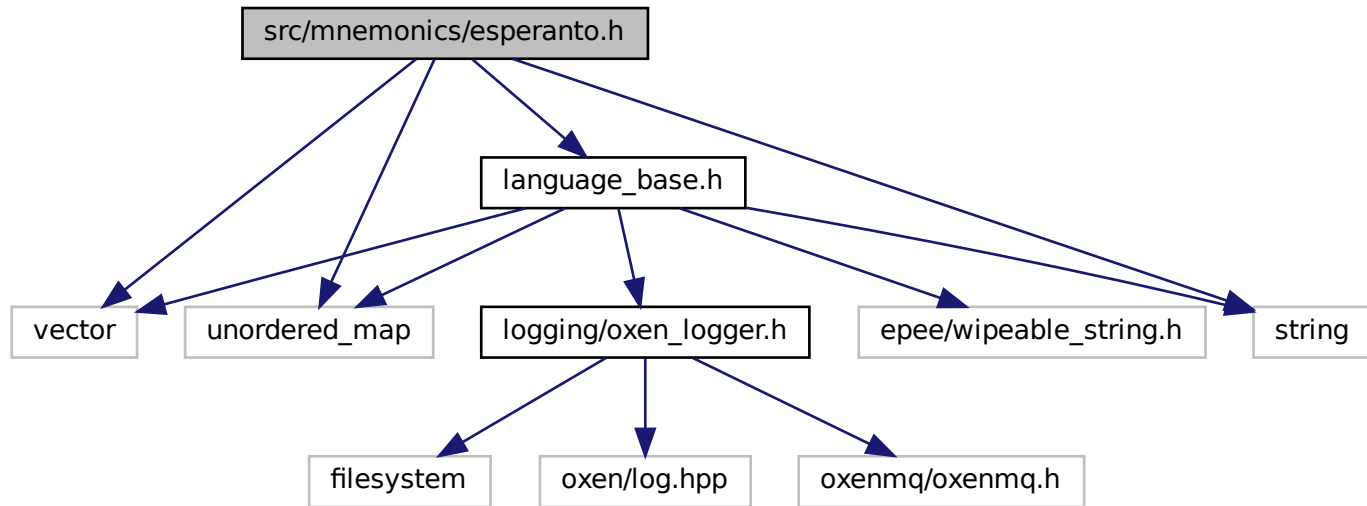 src/mnemonics/esperanto.h
language_base.h
vector
unordered_map
logging/oxen_logger.h
epee/wipeable_string.h
string
filesystem
oxen/log.hpp
oxenmq/oxenmq.h